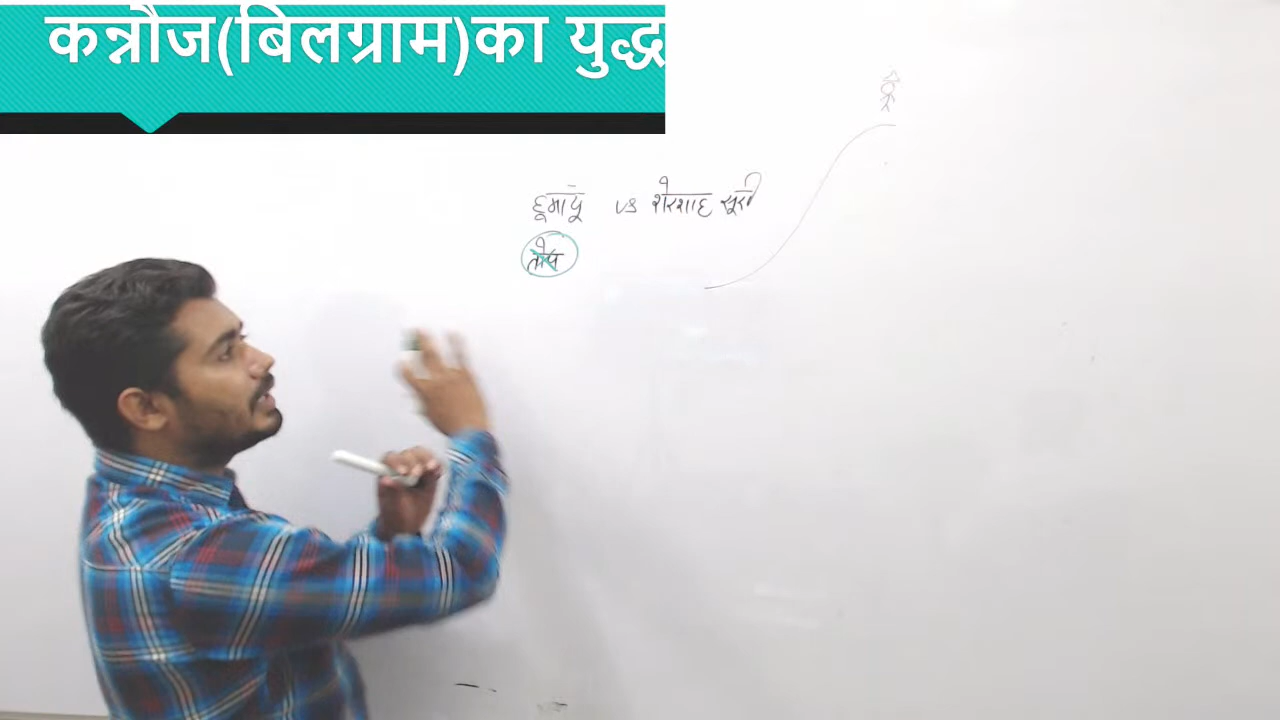 कन्नौज(बिलग्राम)का युद्ध
हूमायूं vs शेरशाह सूरी
तोप